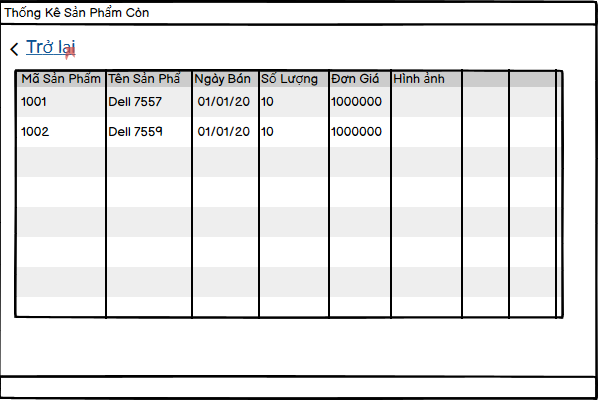 Thống Kê Sản Phẩm Còn
Trở lại
Mã Sản Phẩm Tên Sản Phẩ Ngày Bán Số Lượng Đơn Giá Hình ảnh
1001 Dell 7557 01/01/20 10 1000000
1002 Dell 7559 01/01/20 10 1000000